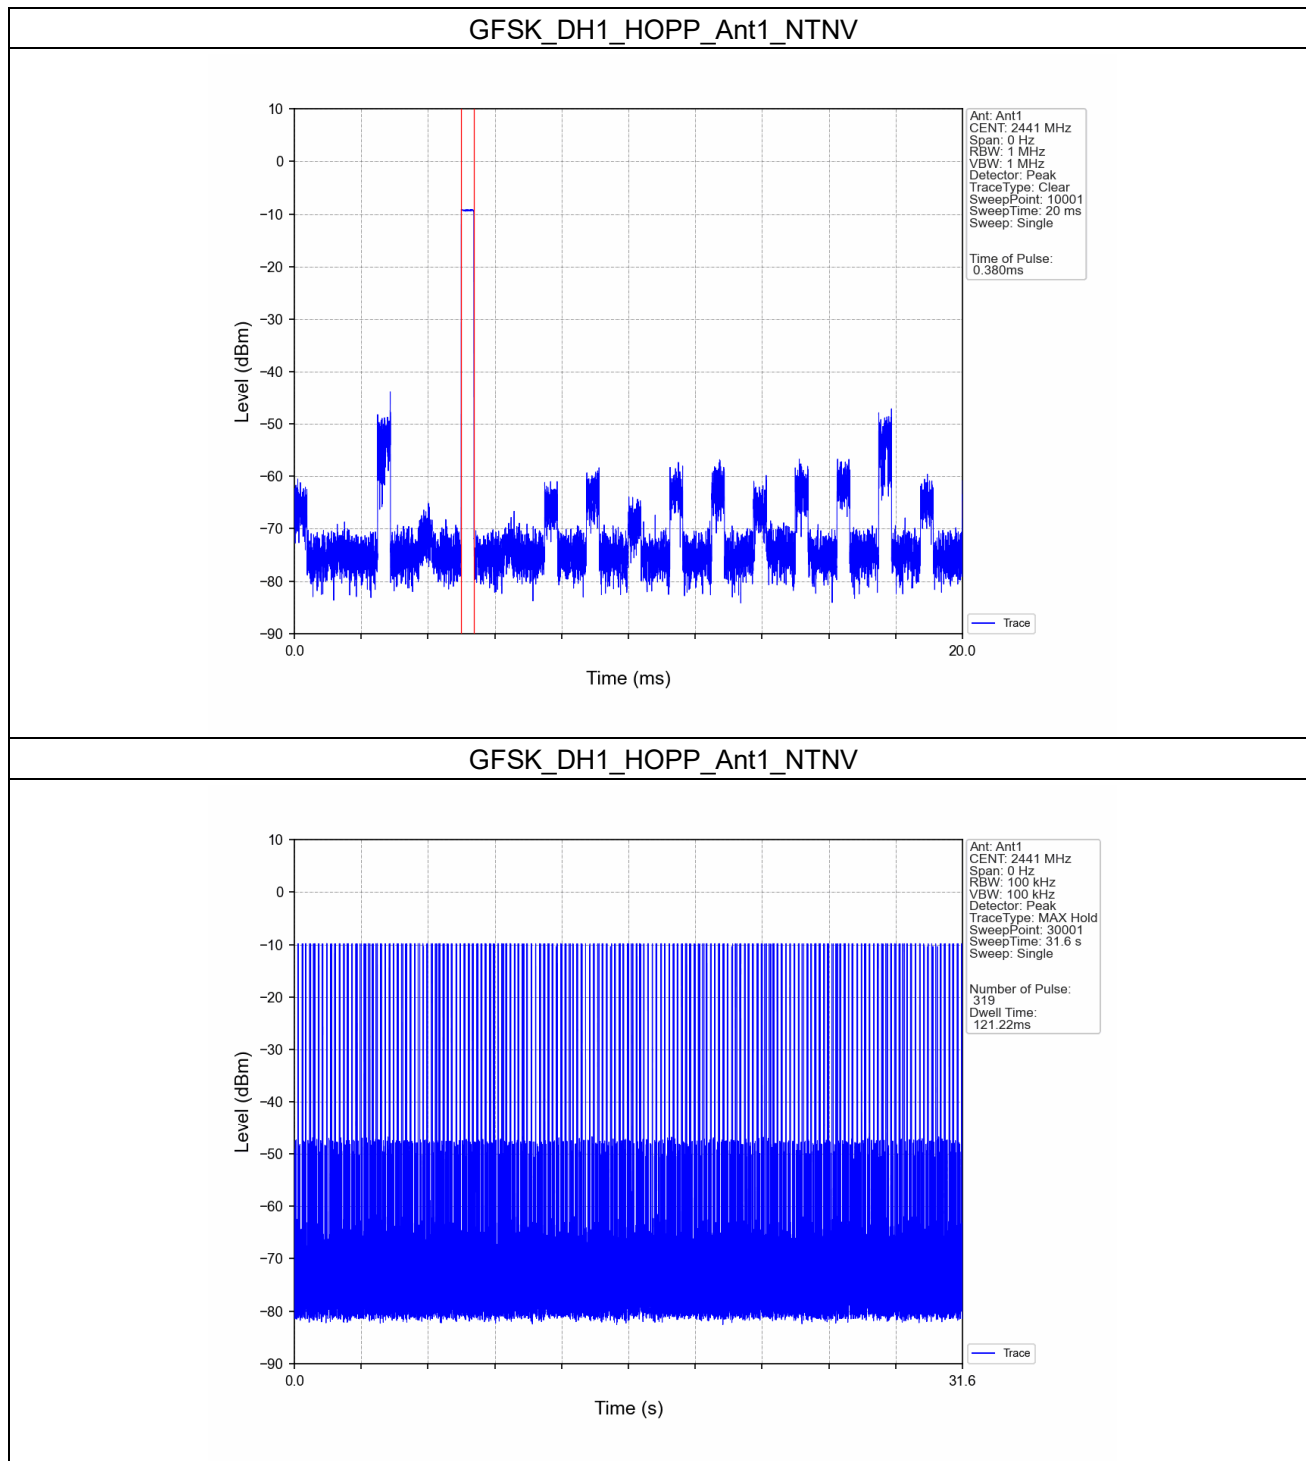 GFSK_DH1_HOPP_Ant1_NTNV
10
0
−10
−20
−30
−40
−50
−60
−70
−80
−90
Level (dBm)
0.0
20.0
Time (ms)
Ant: Ant1
CENT: 2441 MHz
Span: 0 Hz
RBW: 1 MHz
VBW: 1 MHz
Detector: Peak
TraceType: Clear
SweepPoint: 10001
SweepTime: 20 ms
Sweep: Single
Time of Pulse:
0.380ms
Trace
GFSK_DH1_HOPP_Ant1_NTNV
10
0
−10
−20
−30
−40
−50
−60
−70
−80
−90
Level (dBm)
0.0
31.6
Time (s)
Ant: Ant1
CENT: 2441 MHz
Span: 0 Hz
RBW: 100 kHz
VBW: 100 kHz
Detector: Peak
TraceType: MAX Hold
SweepPoint: 30001
SweepTime: 31.6 s
Sweep: Single
Number of Pulse:
319
Dwell Time:
121.22ms
Trace